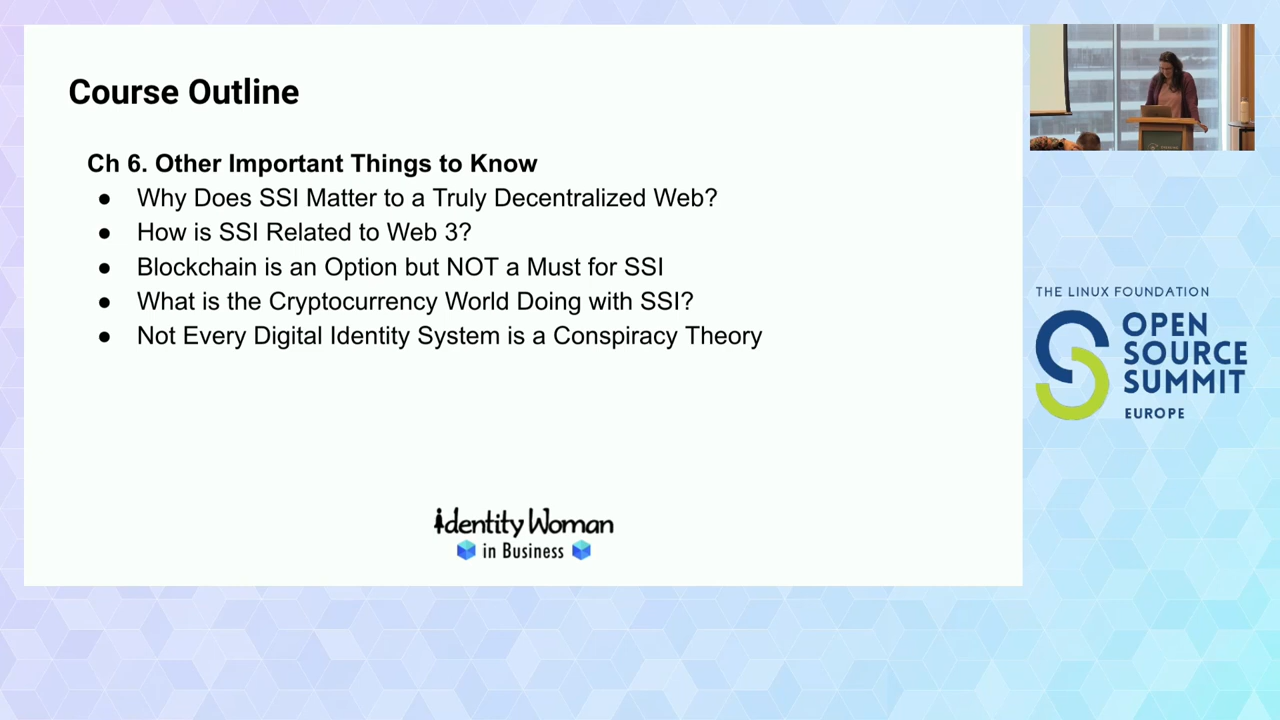 Course Outline
Ch 6. Other Important Things to Know
● Why Does SSI Matter to a Truly Decentralized Web?
● How is SSI Related to Web 3?
● Blockchain is an Option but NOT a Must for SSI
● What is the Cryptocurrency World Doing with SSI?
● Not Every Digital Identity System is a Conspiracy Theory
identity Woman
in Business
THE LINUX FOUNDATION
OPEN
SOURCE
SUMMIT
EUROPE